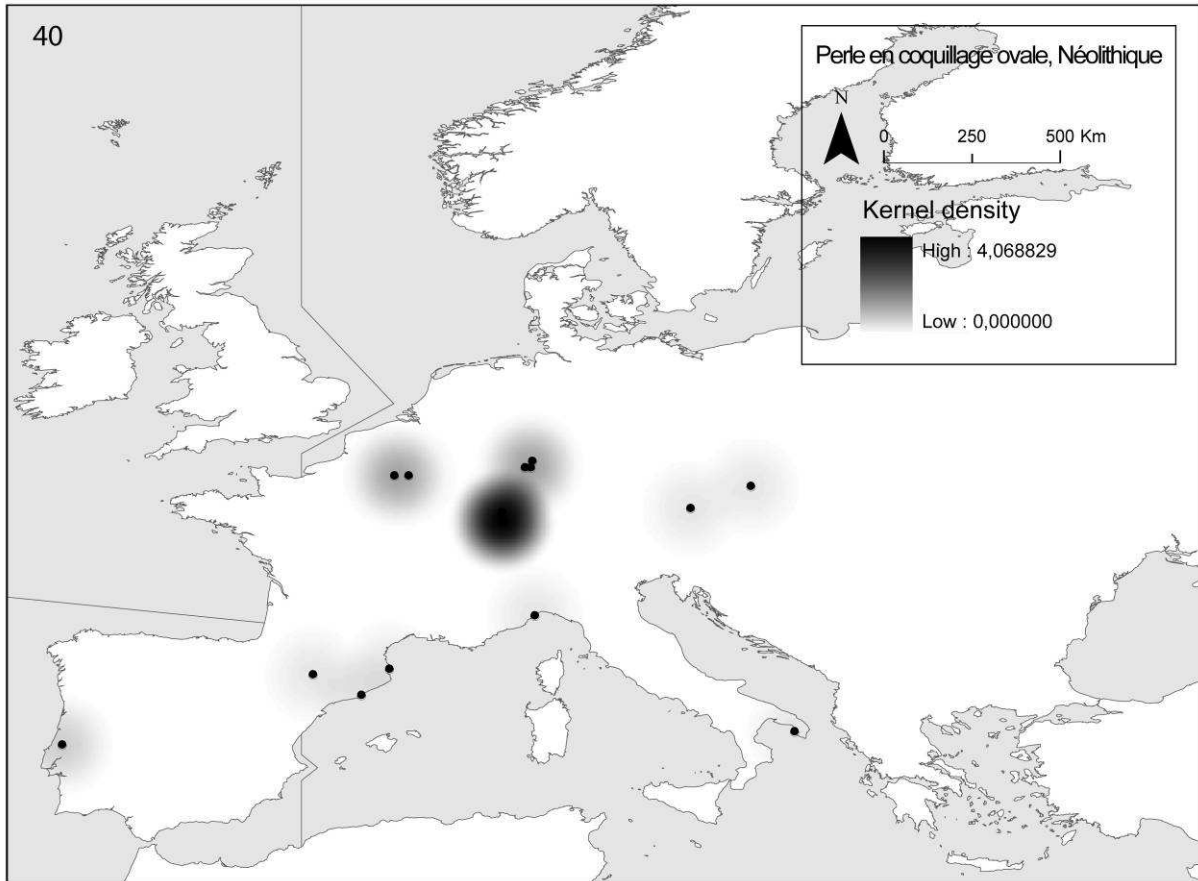 40
Perle en coquillage ovale, Néolithique
N
0 250 500 Km
Kernel density
High : 4,068829
Low : 0,000000